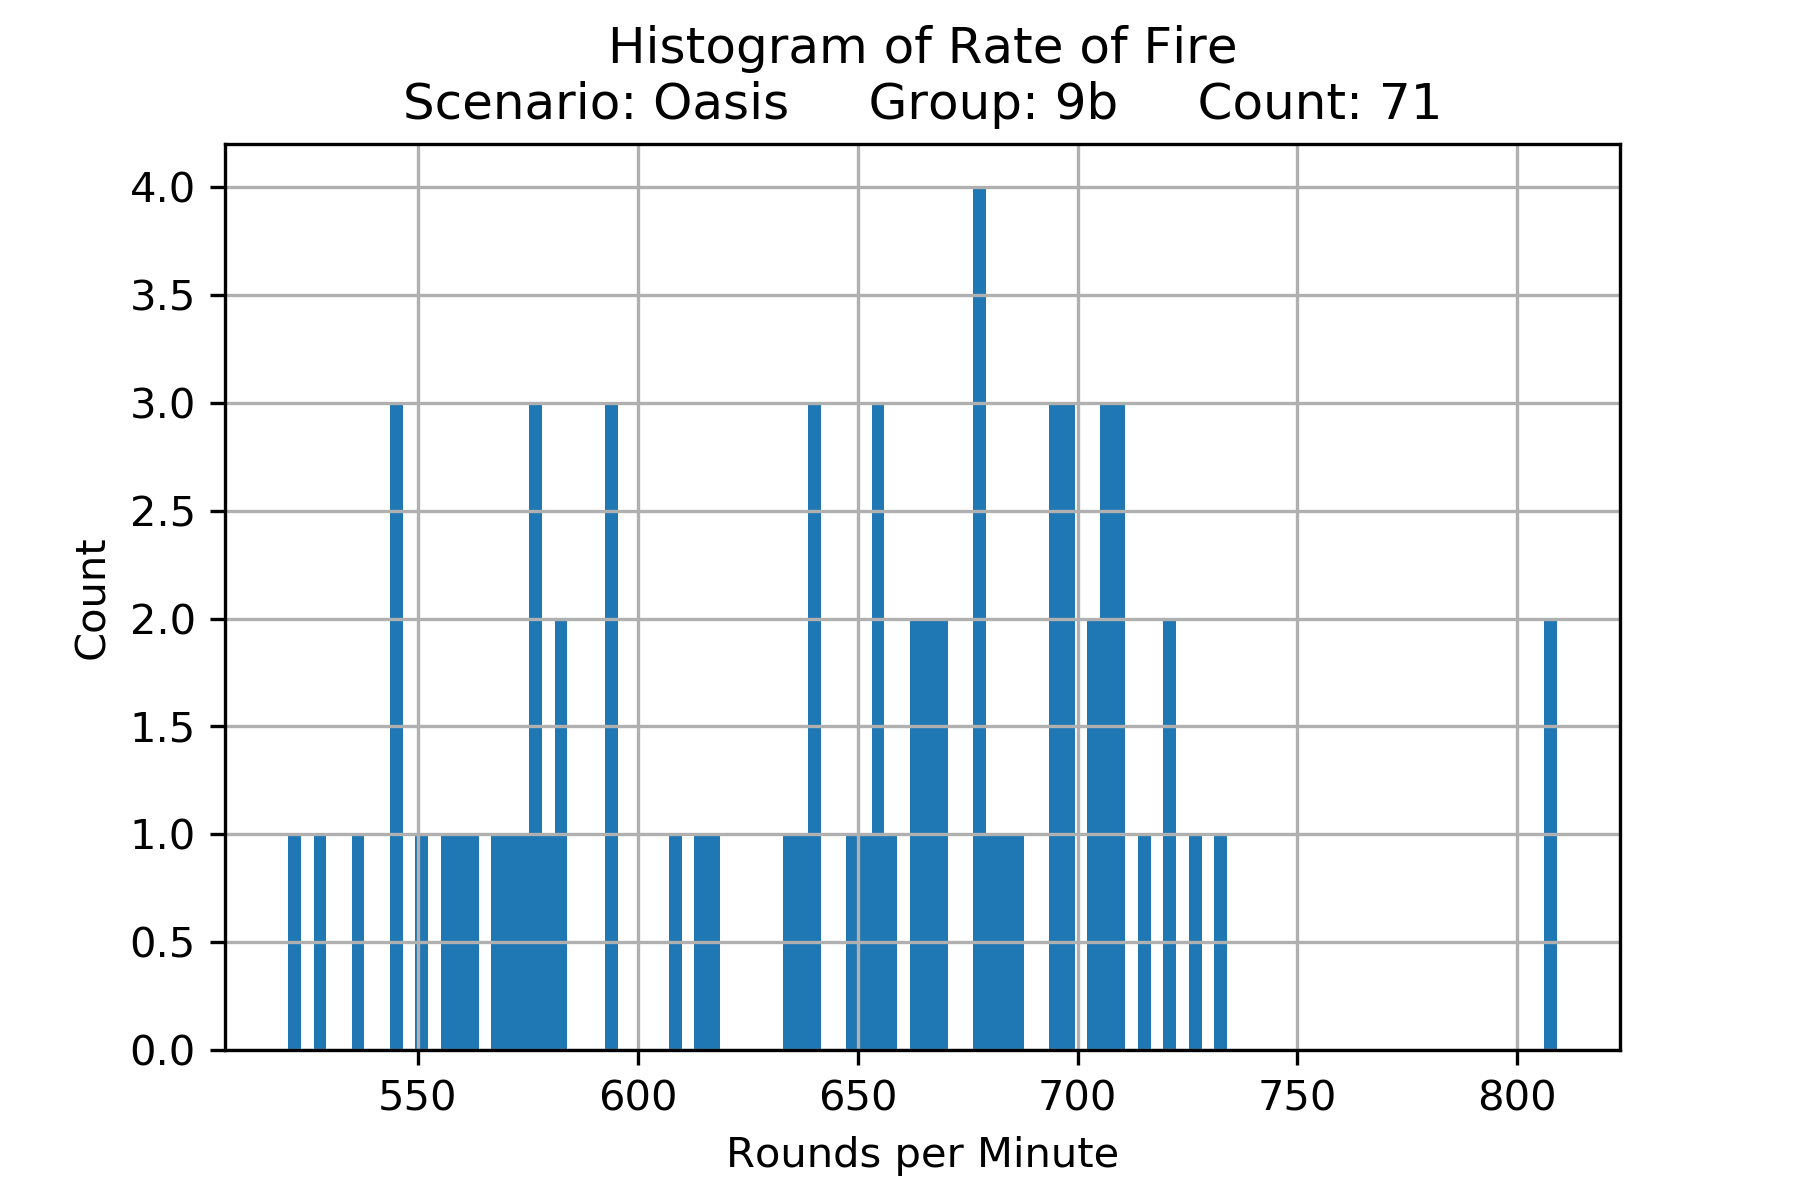 Histogram of Rate of Fire
Scenario: Oasis Group: 9b Count: 71
4.0
3.5
3.0
2.5
2.0
1.5
1.0
0.5
0.0
Count
550 600 650 700 750 800
Rounds per Minute